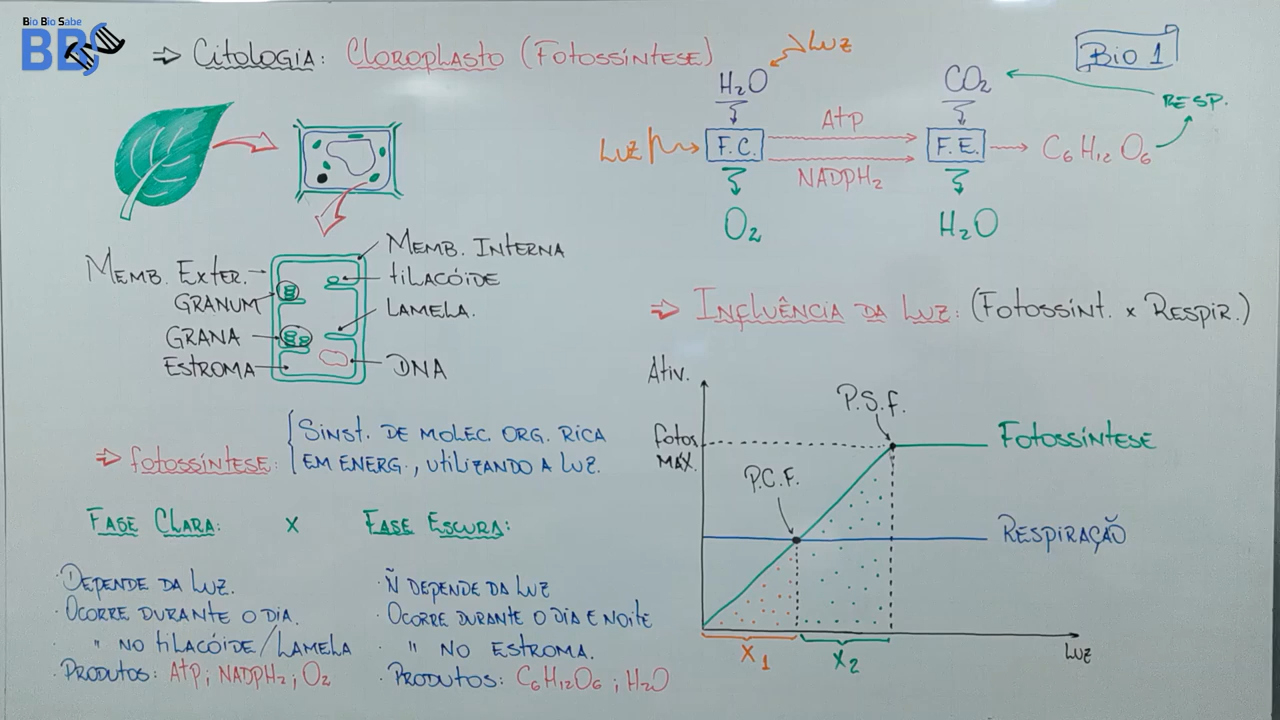 Bio Bio Sabe
BBS
⇒ Citologia: Cloroplasto (Fotossíntese)
Bio 1
Luz
H₂O
CO₂
RESP.
Luz
F.C.
Atp
NADPH₂
F.E.
C₆H₁₂O₆
O₂
H₂O
Memb. Interna
Memb. Exter.
tilacóide
Granum
Lamela.
Grana
Estroma
DNA
⇒ Influência da Luz: (Fotossínt. x Respir.)
Ativ.
P.S.F.
Fotos.
MÁX.
Fotossíntese
P.C.F.
Respiração
X₁
X₂
Luz
⇒ fotossíntese:
Sinst. de molec. org. rica
em energ., utilizando a luz.
Fase Clara: x Fase Escura:
· Depende da luz.
· Ocorre durante o dia.
· " no tilacóide/lamela
· Produtos: Atp; NADPH₂; O₂
· Ñ depende da luz
· Ocorre durante o dia e noite
· " no estroma.
· Produtos: C₆H₁₂O₆; H₂O